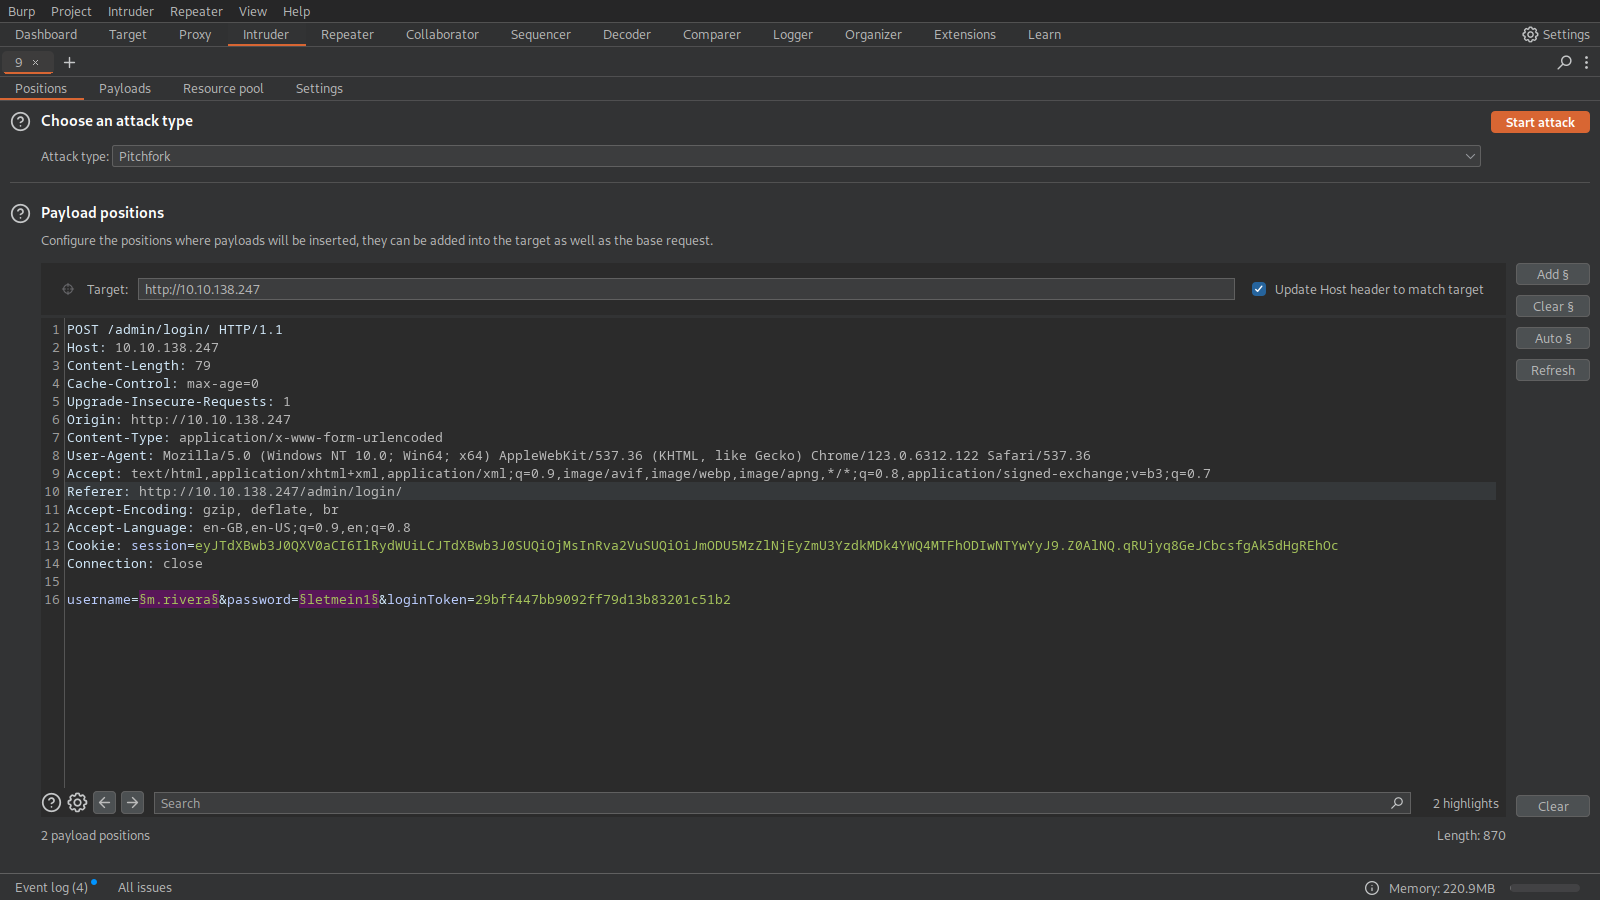 Burp Project Intruder Repeater View Help
Dashboard Target Proxy Intruder Repeater Collaborator Sequencer Decoder Comparer Logger Organizer Extensions Learn Settings
9 × +
Positions Payloads Resource pool Settings
? Choose an attack type Start attack
Attack type: Pitchfork
? Payload positions
Configure the positions where payloads will be inserted, they can be added into the target as well as the base request.
Add §
Target: http://10.10.138.247 Update Host header to match target
Clear §
Auto §
Refresh
1 POST /admin/login/ HTTP/1.1
2 Host: 10.10.138.247
3 Content-Length: 79
4 Cache-Control: max-age=0
5 Upgrade-Insecure-Requests: 1
6 Origin: http://10.10.138.247
7 Content-Type: application/x-www-form-urlencoded
8 User-Agent: Mozilla/5.0 (Windows NT 10.0; Win64; x64) AppleWebKit/537.36 (KHTML, like Gecko) Chrome/123.0.6312.122 Safari/537.36
9 Accept: text/html,application/xhtml+xml,application/xml;q=0.9,image/avif,image/webp,image/apng,*/*;q=0.8,application/signed-exchange;v=b3;q=0.7
10 Referer: http://10.10.138.247/admin/login/
11 Accept-Encoding: gzip, deflate, br
12 Accept-Language: en-GB,en-US;q=0.9,en;q=0.8
13 Cookie: session=eyJTdXBwb3J0QXV0aCI6IlRydWUiLCJTdXBwb3J0SUQiOjMsInRva2VuSUQiOiJmODU5MzZlNjEyZmU3YzdkMDk4YWQ4MTFhODIwNTYwYyJ9.Z0AlNQ.qRUjyq8GeJCbcsfgAk5dHgREhOc
14 Connection: close
15
16 username=§m.rivera§&password=§letmein1§&loginToken=29bff447bb9092ff79d13b83201c51b2
? Search 2 highlights Clear
2 payload positions Length: 870
Event log (4) All issues Memory: 220.9MB